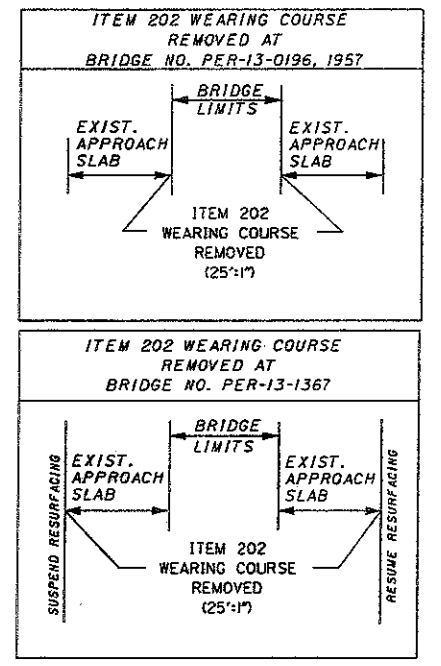 ITEM 202 WEARING COURSE
REMOVED AT
BRIDGE NO. PER-13-0196, 1957
BRIDGE
LIMITS
EXIST.
APPROACH
SLAB
EXIST.
APPROACH
SLAB
ITEM 202
WEARING COURSE
REMOVED
(25':1")
ITEM 202 WEARING COURSE
REMOVED AT
BRIDGE NO. PER-13-1367
SUSPEND RESURFACING
BRIDGE
LIMITS
EXIST.
APPROACH
SLAB
EXIST.
APPROACH
SLAB
RESUME RESURFACING
ITEM 202
WEARING COURSE
REMOVED
(25':1")